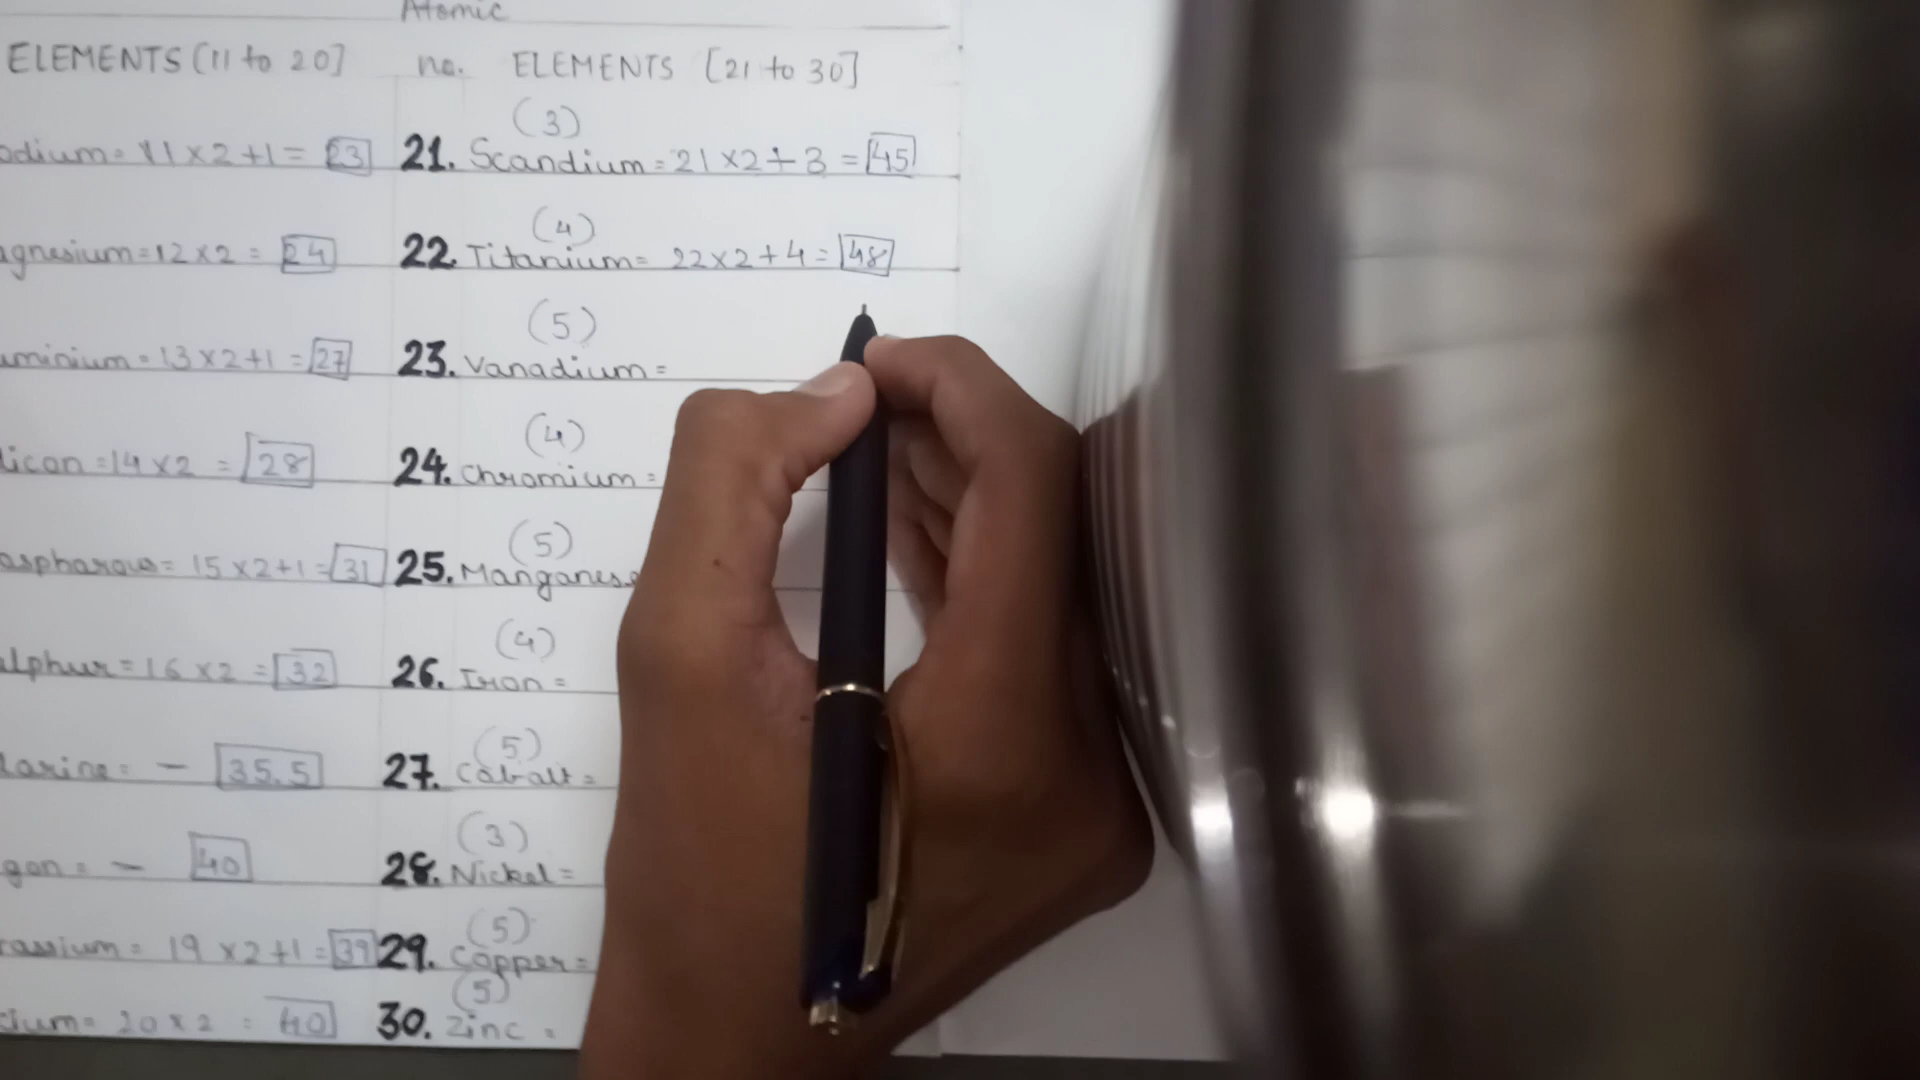 Atomic
ELEMENTS (11 to 20] no. ELEMENTS [21 to 30]
(3)
odium = 11 x 2 + 1 = 23 21. Scandium = 21 x 2 + 3 = 45
(4)
agnesium = 12 x 2 = 24 22. Titanium = 22 x 2 + 4 = 48
(5)
uminium = 13 x 2 + 1 = 27 23. Vanadium =
(4)
licon = 14 x 2 = 28 24. Chromium =
(5)
osphorous = 15 x 2 + 1 = 31 25. Manganese
(4)
ulphur = 16 x 2 = 32 26. Iron =
(5)
lorine = - 35.5 27. Cobalt =
(3)
gon = - 40 28. Nickel =
(5)
tassium = 19 x 2 + 1 = 39 29. Copper =
(5)
cium = 20 x 2 = 40 30. Zinc =